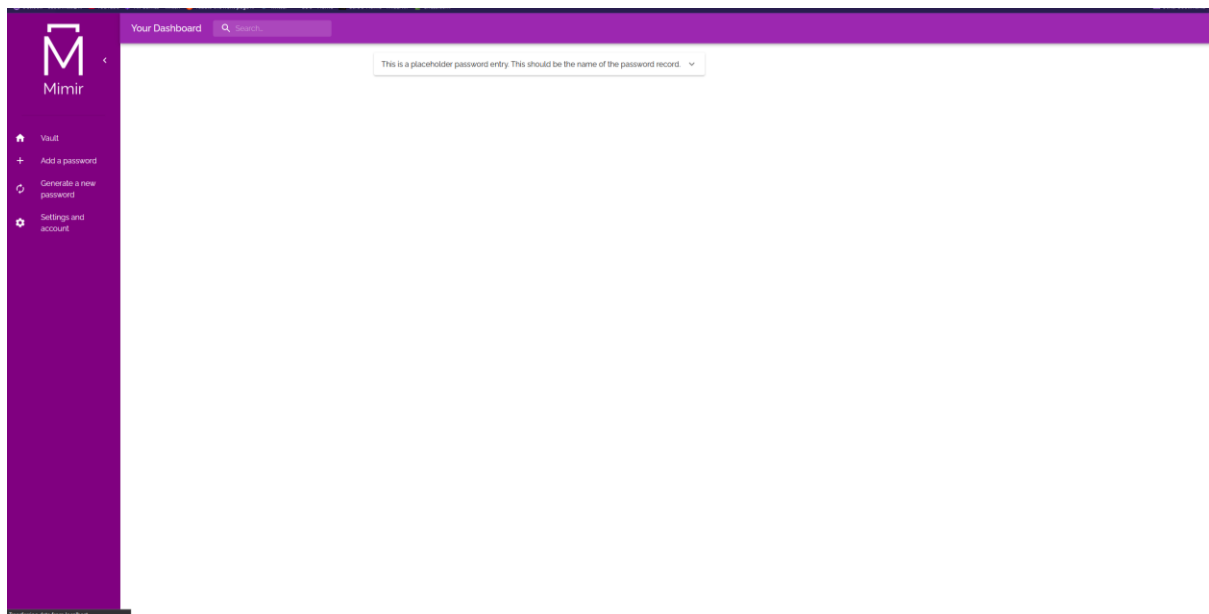 Your Dashboard
Search...
Mimir
This is a placeholder password entry. This should be the name of the password record.
Vault
Add a password
Generate a new
password
Settings and
account